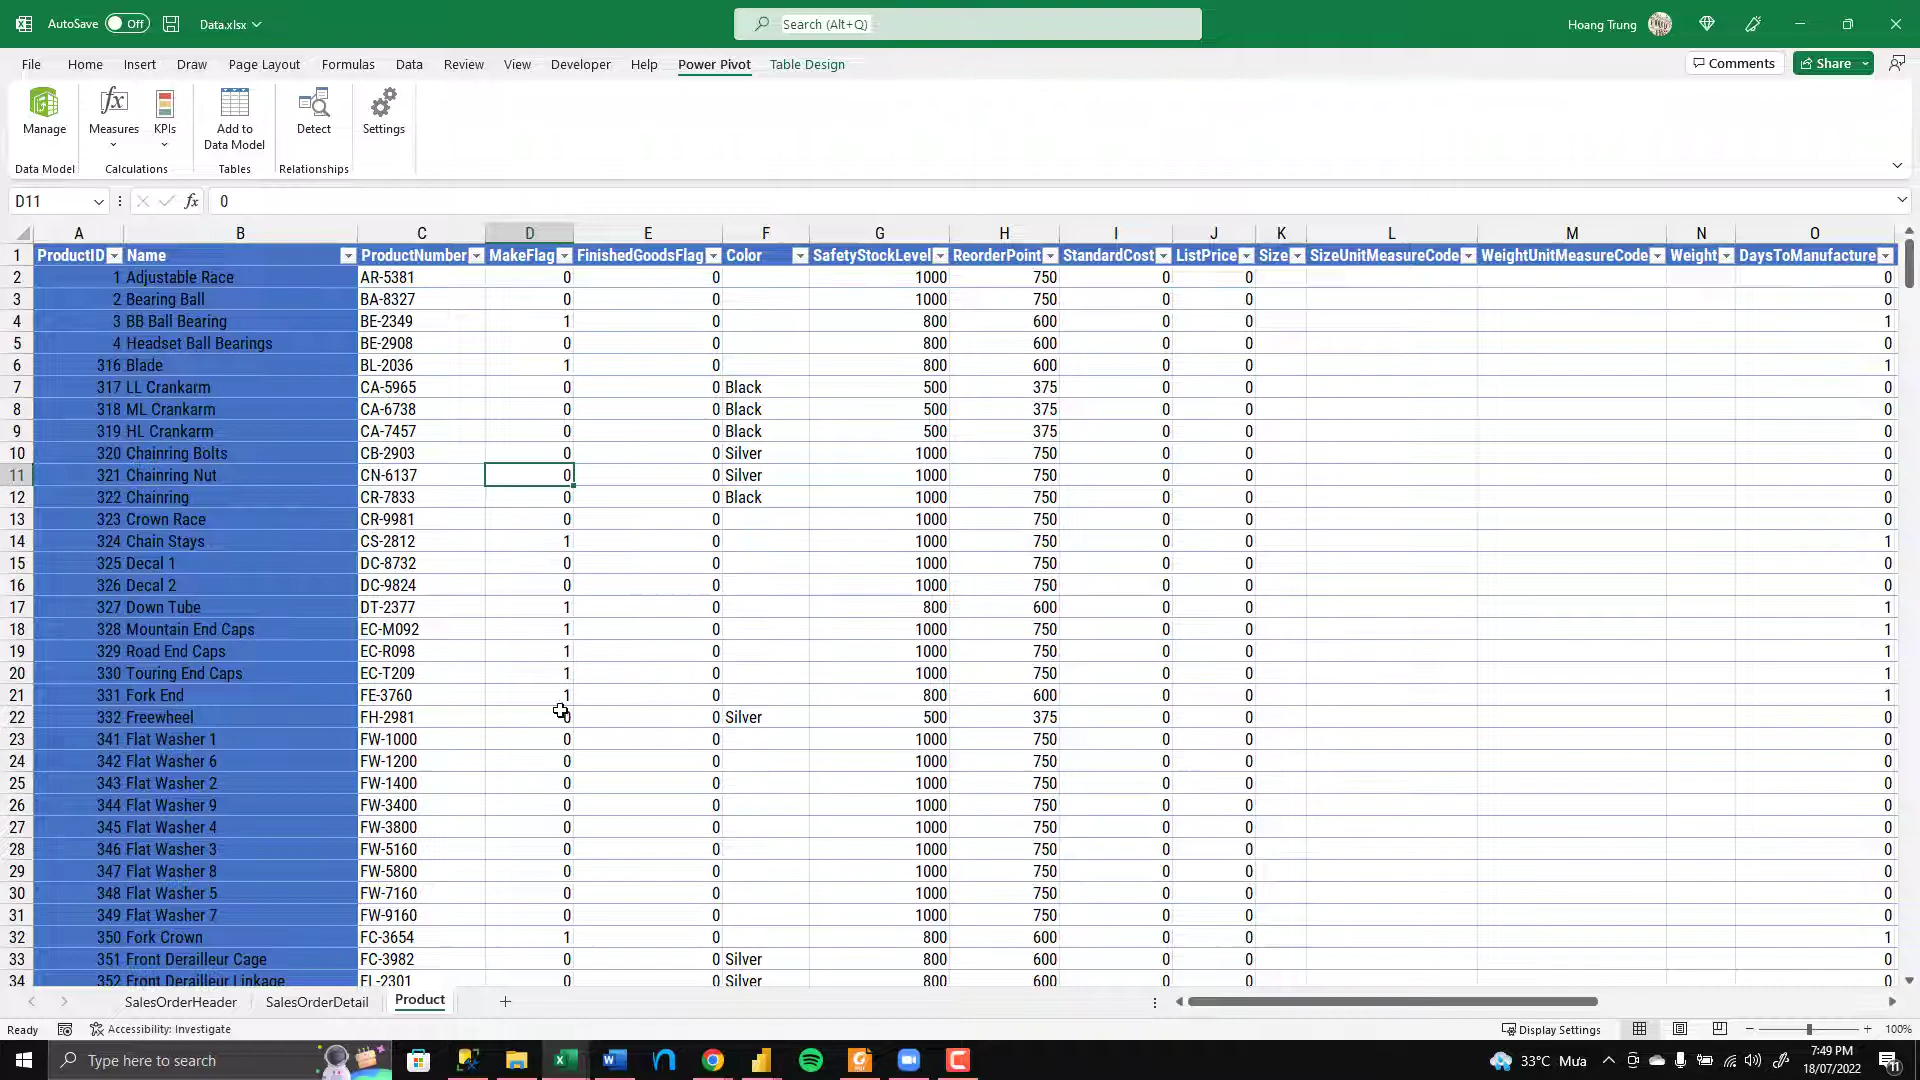 AutoSave Off Data.xlsx Search (Alt+Q) Hoang Trung
File Home Insert Draw Page Layout Formulas Data Review View Developer Help Power Pivot Table Design Comments Share
Manage Measures KPIs Add to Data Model Detect Settings
Data Model Calculations Tables Relationships
D11 fx 0
A B C D E F G H I J K L M N O
1 ProductID Name ProductNumber MakeFlag FinishedGoodsFlag Color SafetyStockLevel ReorderPoint StandardCost ListPrice Size SizeUnitMeasureCode WeightUnitMeasureCode Weight DaysToManufacture
2 1 Adjustable Race AR-5381 0 0 1000 750 0 0 0
3 2 Bearing Ball BA-8327 0 0 1000 750 0 0 0
4 3 BB Ball Bearing BE-2349 1 0 800 600 0 0 1
5 4 Headset Ball Bearings BE-2908 0 0 800 600 0 0 0
6 316 Blade BL-2036 1 0 800 600 0 0 1
7 317 LL Crankarm CA-5965 0 0 Black 500 375 0 0 0
8 318 ML Crankarm CA-6738 0 0 Black 500 375 0 0 0
9 319 HL Crankarm CA-7457 0 0 Black 500 375 0 0 0
10 320 Chainring Bolts CB-2903 0 0 Silver 1000 750 0 0 0
11 321 Chainring Nut CN-6137 0 0 Silver 1000 750 0 0 0
12 322 Chainring CR-7833 0 0 Black 1000 750 0 0 0
13 323 Crown Race CR-9981 0 0 1000 750 0 0 0
14 324 Chain Stays CS-2812 1 0 1000 750 0 0 1
15 325 Decal 1 DC-8732 0 0 1000 750 0 0 0
16 326 Decal 2 DC-9824 0 0 1000 750 0 0 0
17 327 Down Tube DT-2377 1 0 800 600 0 0 1
18 328 Mountain End Caps EC-M092 1 0 1000 750 0 0 1
19 329 Road End Caps EC-R098 1 0 1000 750 0 0 1
20 330 Touring End Caps EC-T209 1 0 1000 750 0 0 1
21 331 Fork End FE-3760 1 0 800 600 0 0 1
22 332 Freewheel FH-2981 0 0 Silver 500 375 0 0 0
23 341 Flat Washer 1 FW-1000 0 0 1000 750 0 0 0
24 342 Flat Washer 6 FW-1200 0 0 1000 750 0 0 0
25 343 Flat Washer 2 FW-1400 0 0 1000 750 0 0 0
26 344 Flat Washer 9 FW-3400 0 0 1000 750 0 0 0
27 345 Flat Washer 4 FW-3800 0 0 1000 750 0 0 0
28 346 Flat Washer 3 FW-5160 0 0 1000 750 0 0 0
29 347 Flat Washer 8 FW-5800 0 0 1000 750 0 0 0
30 348 Flat Washer 5 FW-7160 0 0 1000 750 0 0 0
31 349 Flat Washer 7 FW-9160 0 0 1000 750 0 0 0
32 350 Fork Crown FC-3654 1 0 800 600 0 0 1
33 351 Front Derailleur Cage FC-3982 0 0 Silver 800 600 0 0 0
34 352 Front Derailleur Linkage FL-2301 0 0 Silver 800 600 0 0 0
SalesOrderHeader SalesOrderDetail Product
Ready Accessibility: Investigate Display Settings 100%
Type here to search 33°C Mưa 7:49 PM
18/07/2022 11